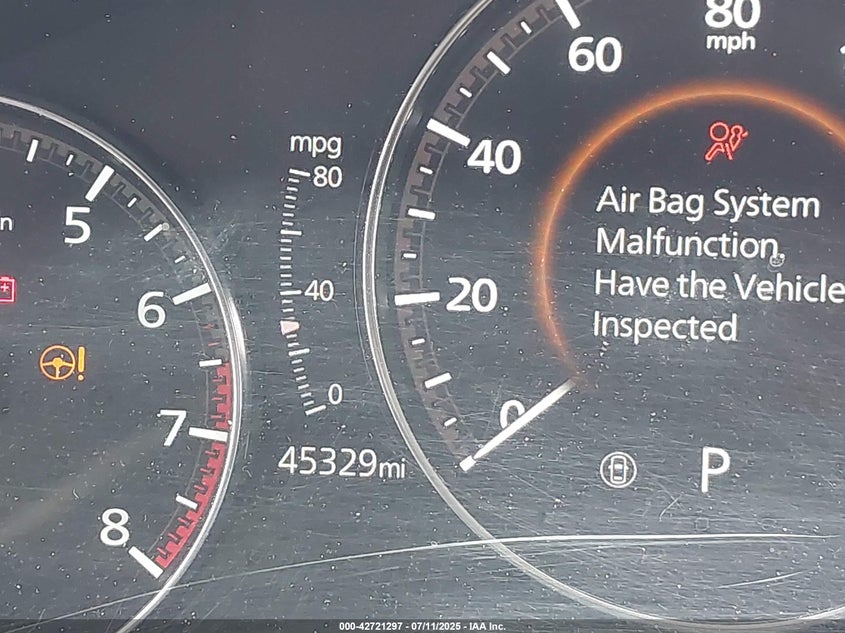 80
mph
60
mpg
80
40
Air Bag System
Malfunction.
Have the Vehicle
Inspected
5
n
6
40
20
7
0
0
45329mi
P
8
000-42721297 - 07/11/2025 - IAA Inc.